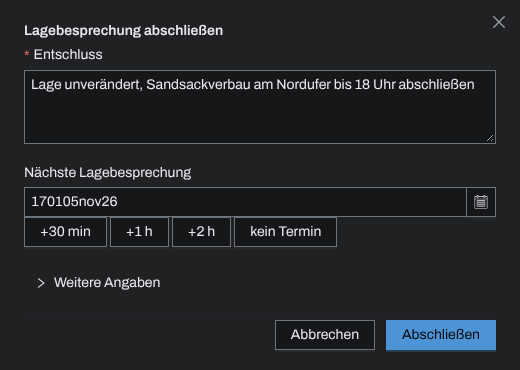 Lagebesprechung abschließen
* Entschluss
Lage unverändert, Sandsackverbau am Nordufer bis 18 Uhr abschließen
Nächste Lagebesprechung
170105nov26
+30 min +1 h +2 h kein Termin
Weitere Angaben
Abbrechen Abschließen